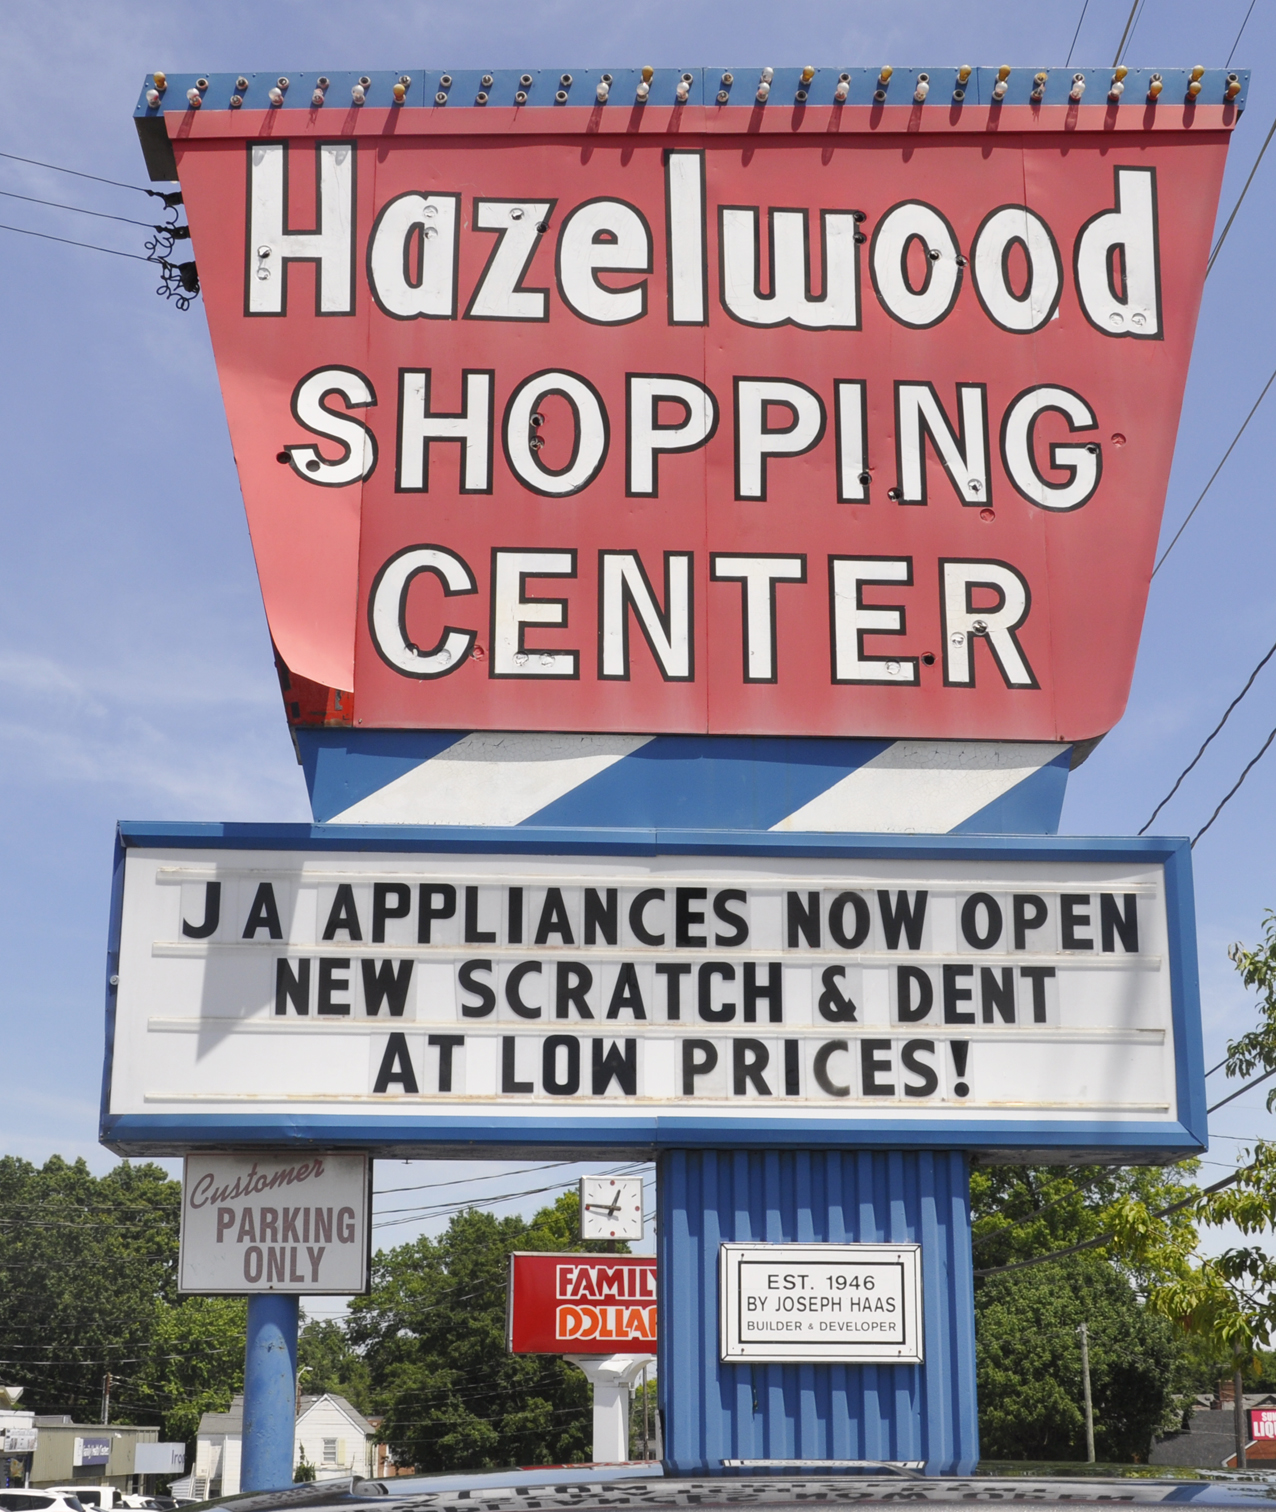 Hazelwood
SHOPPING
CENTER
J A APPLIANCES NOW OPEN
NEW SCRATCH & DENT
AT LOW PRICES!
Customer
PARKING
ONLY
FAMILY
DOLLAR
EST. 1946
BY JOSEPH HAAS
BUILDER & DEVELOPER